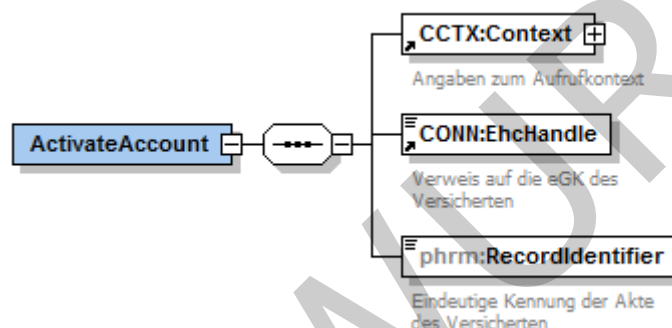 CCTX:Context
Angaben zum Aufrufkontext
ActivateAccount
CONN:EhcHandle
Verweis auf die eGK des
Versicherten
phrm:RecordIdentifier
Eindeutige Kennung der Akte
des Versicherten
WUR